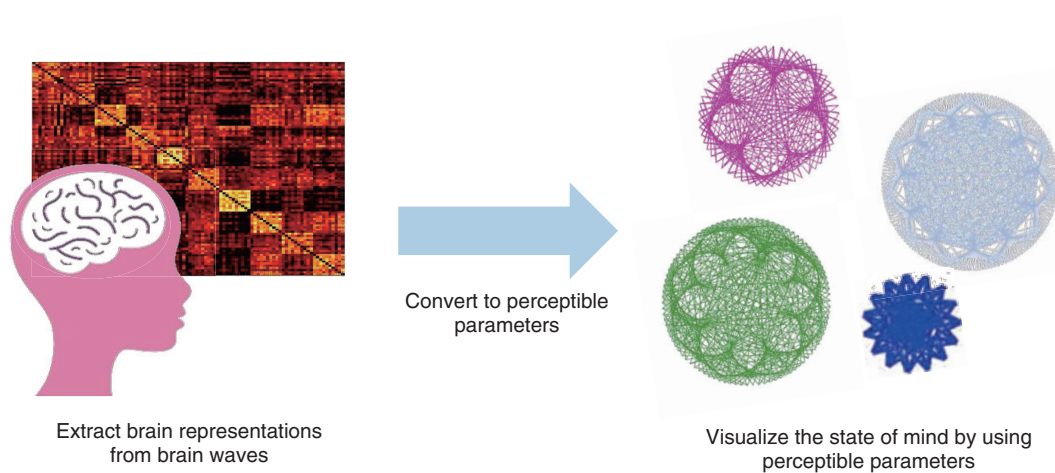 Convert to perceptible
parameters
Extract brain representations
from brain waves
Visualize the state of mind by using
perceptible parameters